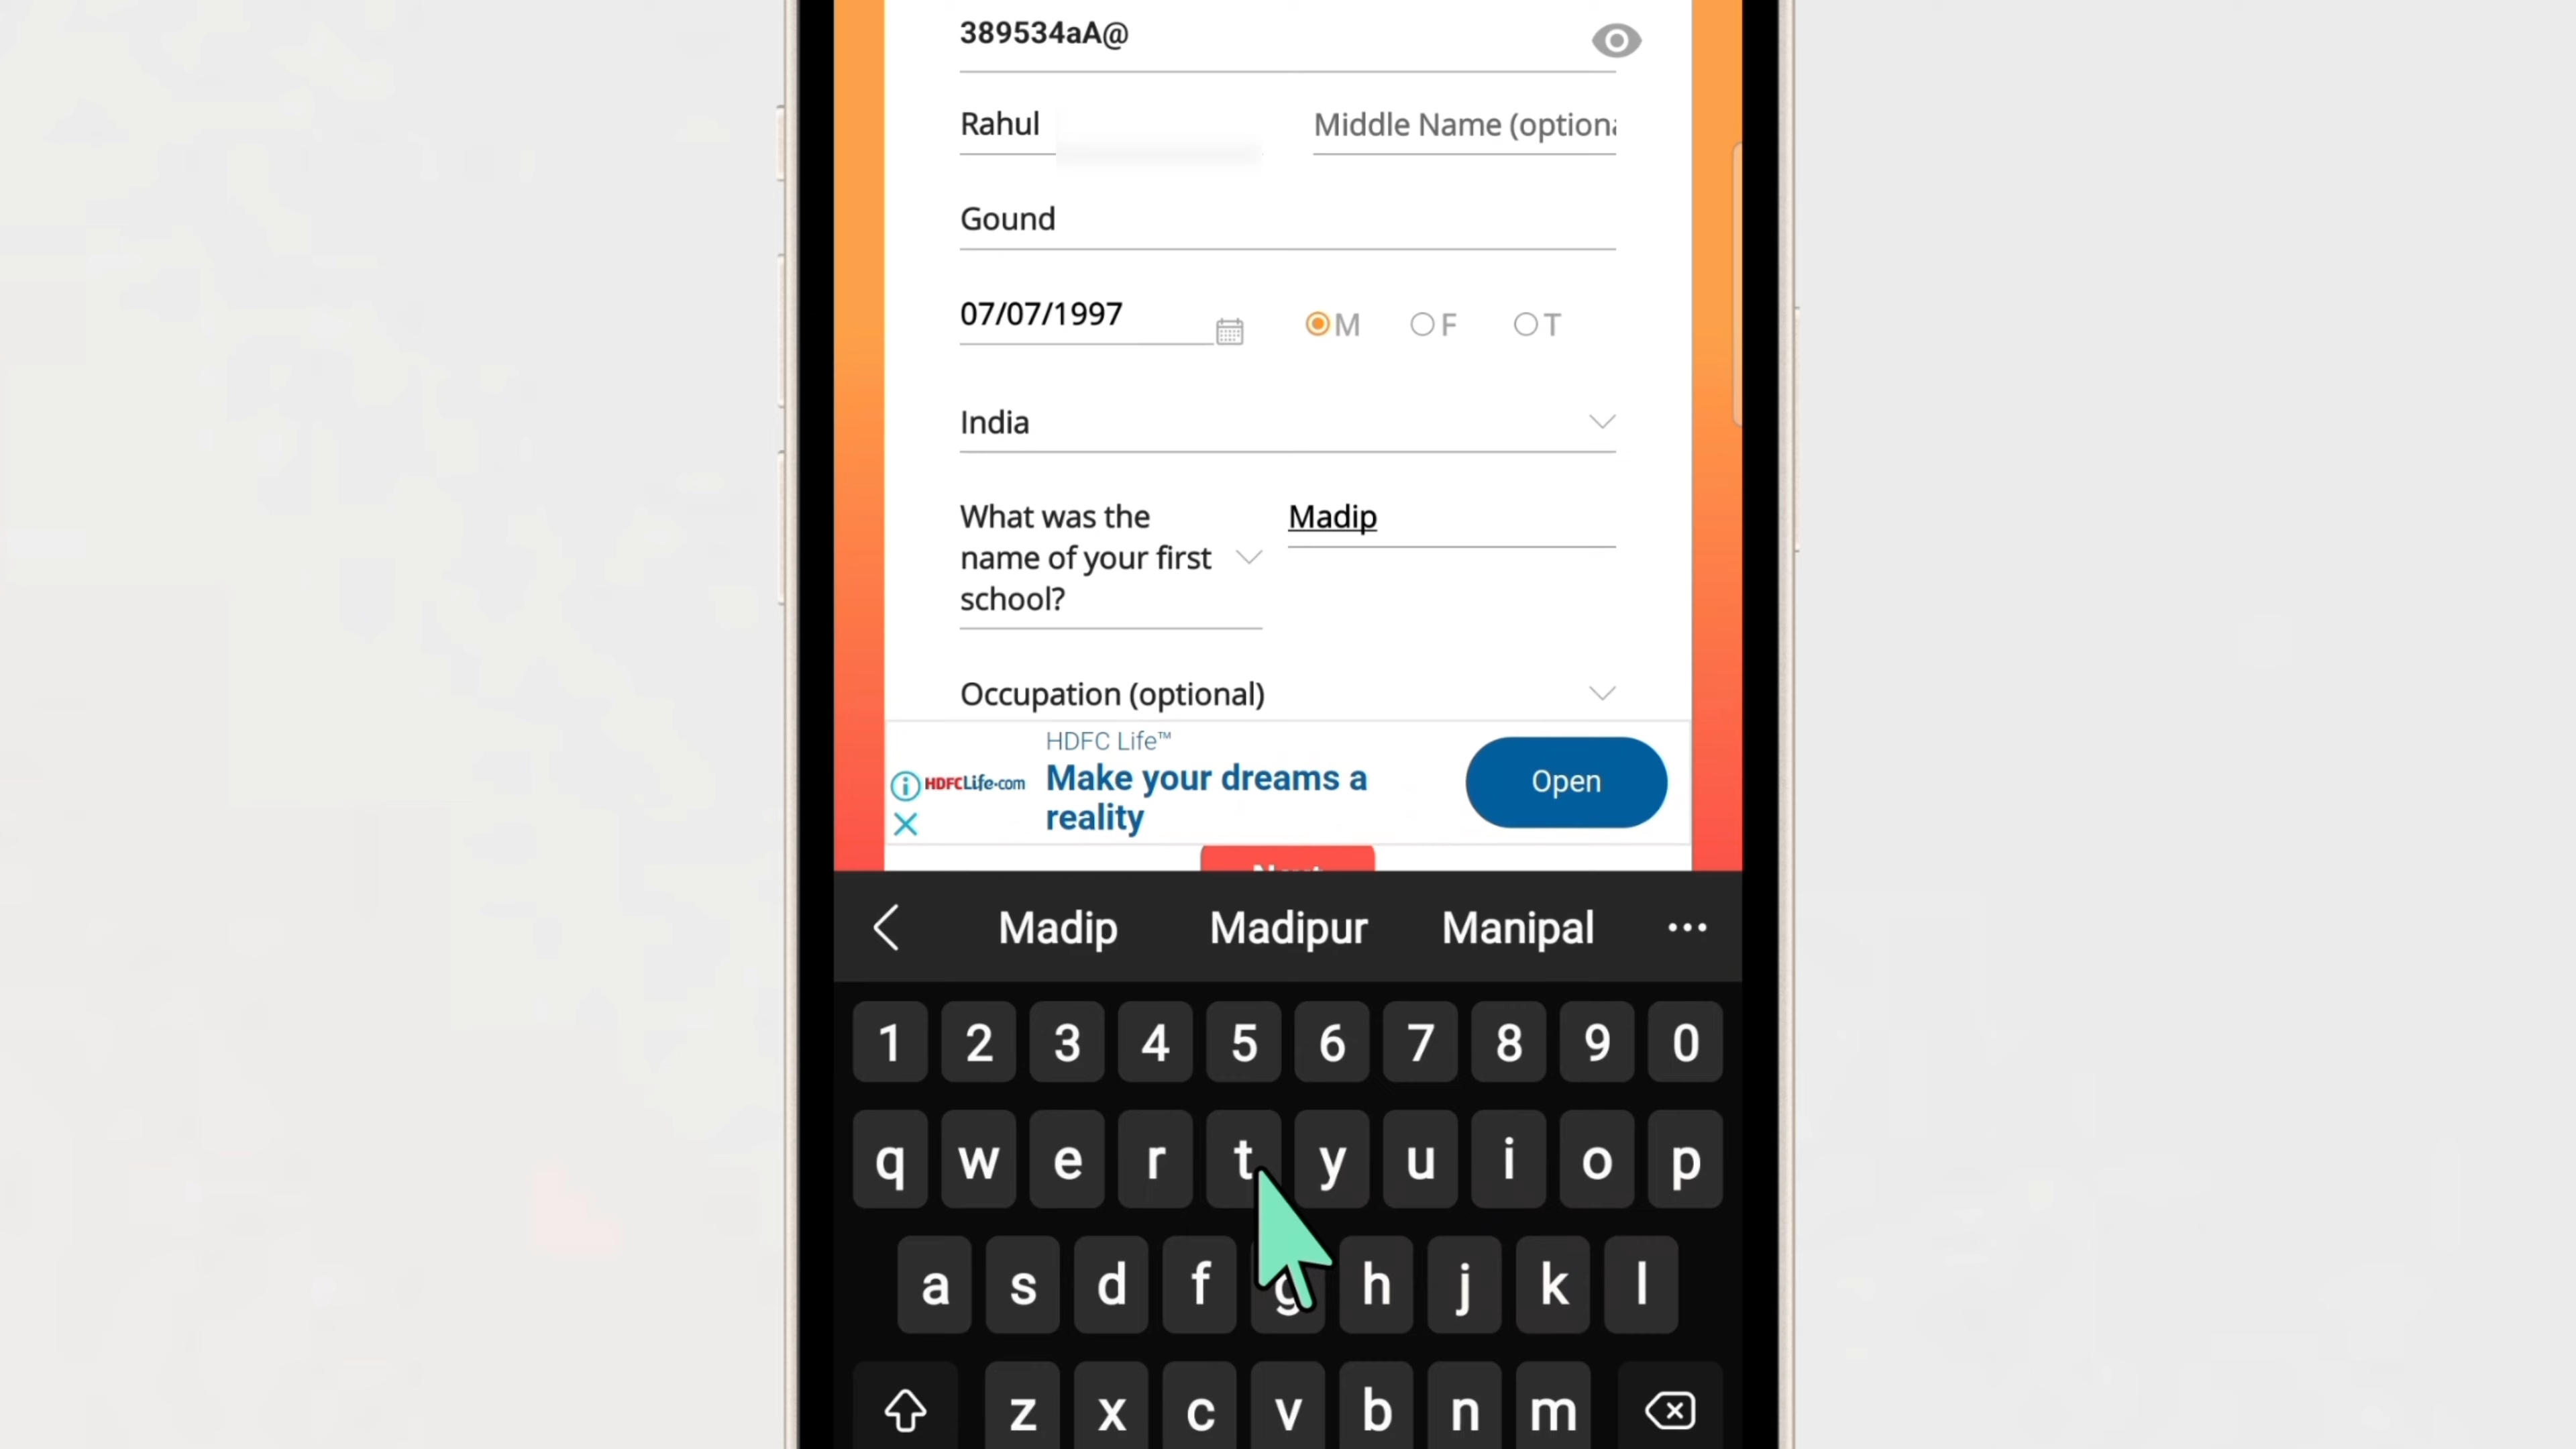 389534aA@
Rahul Middle Name (optiona
Gound
07/07/1997 M F T
India
What was the
name of your first
school?
Madip
Occupation (optional)
HDFC Life™
HDFCLife.com
Make your dreams a
reality
Open
Next
Madip Madipur Manipal
1 2 3 4 5 6 7 8 9 0
q w e r t y u i o p
a s d f g h j k l
z x c v b n m